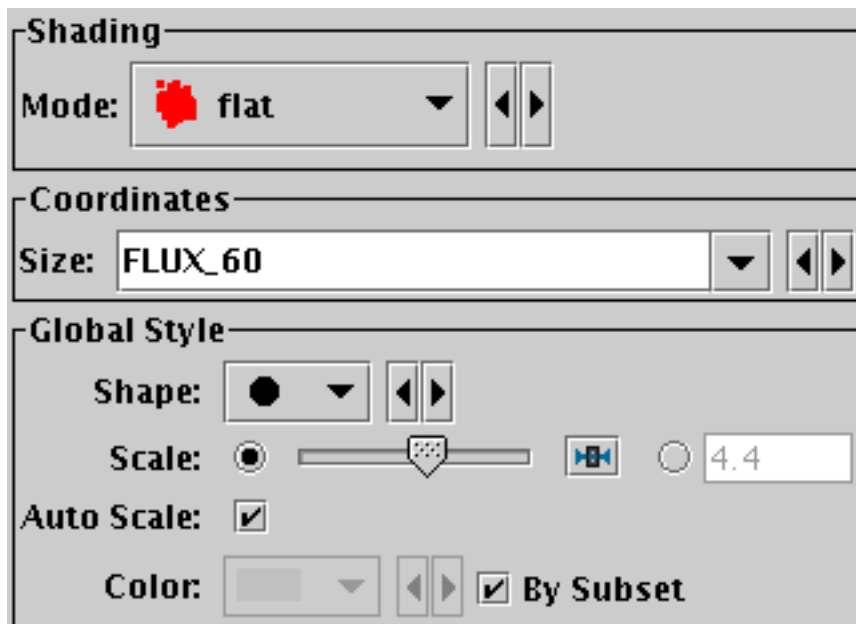 Shading
Mode: flat
Coordinates
Size: FLUX_60
Global Style
Shape:
Scale: 4.4
Auto Scale:
Color: By Subset